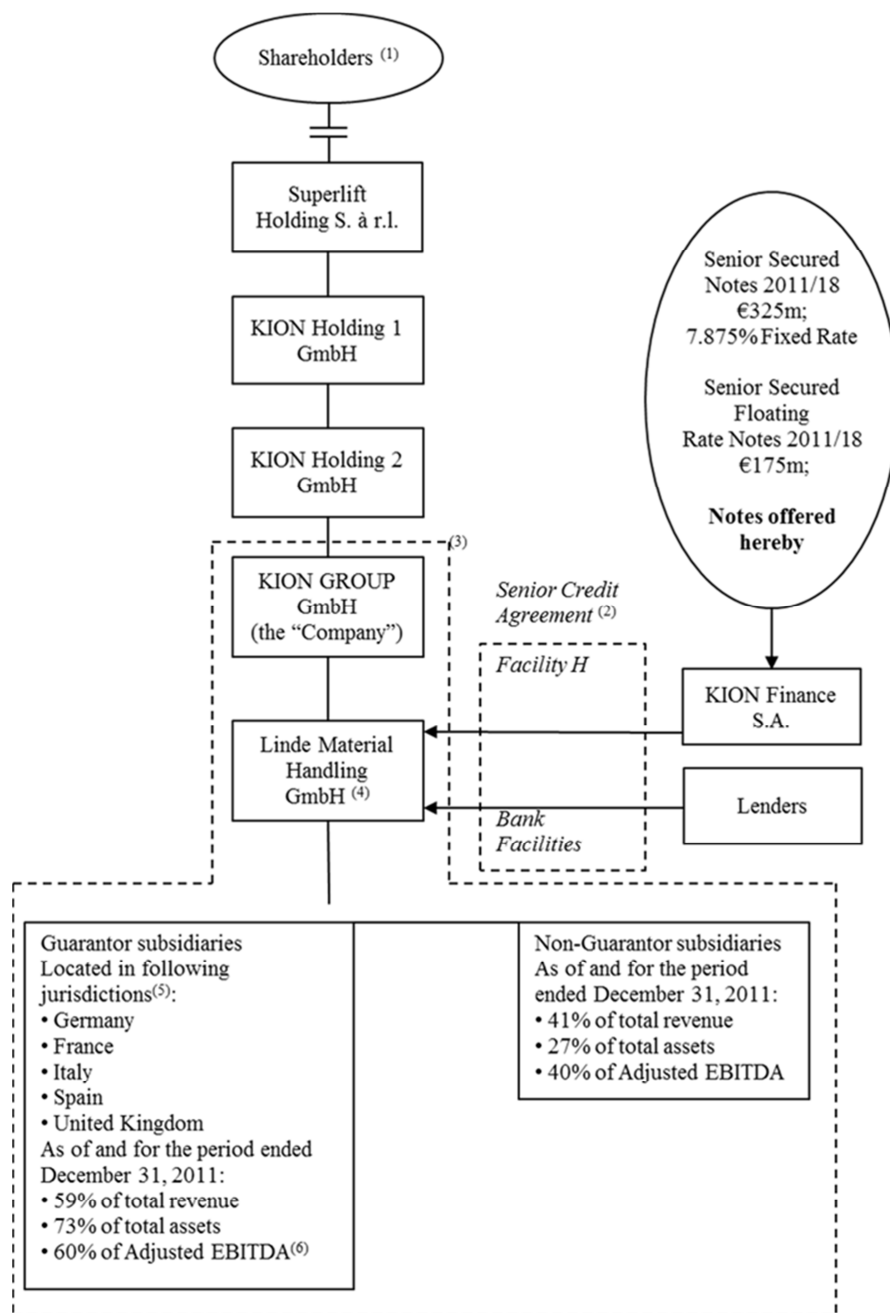 Shareholders (1)
Superlift
Holding S. à r.l.
KION Holding 1
GmbH
KION Holding 2
GmbH
(3)
KION GROUP
GmbH
(the “Company”)
Linde Material
Handling
GmbH (4)
Senior Secured
Notes 2011/18
€325m;
7.875% Fixed Rate
Senior Secured
Floating
Rate Notes 2011/18
€175m;
Notes offered
hereby
Senior Credit
Agreement (2)
Facility H
Bank
Facilities
KION Finance
S.A.
Lenders
Guarantor subsidiaries
Located in following
jurisdictions(5):
• Germany
• France
• Italy
• Spain
• United Kingdom
As of and for the period ended
December 31, 2011:
• 59% of total revenue
• 73% of total assets
• 60% of Adjusted EBITDA(6)
Non-Guarantor subsidiaries
As of and for the period
ended December 31, 2011:
• 41% of total revenue
• 27% of total assets
• 40% of Adjusted EBITDA